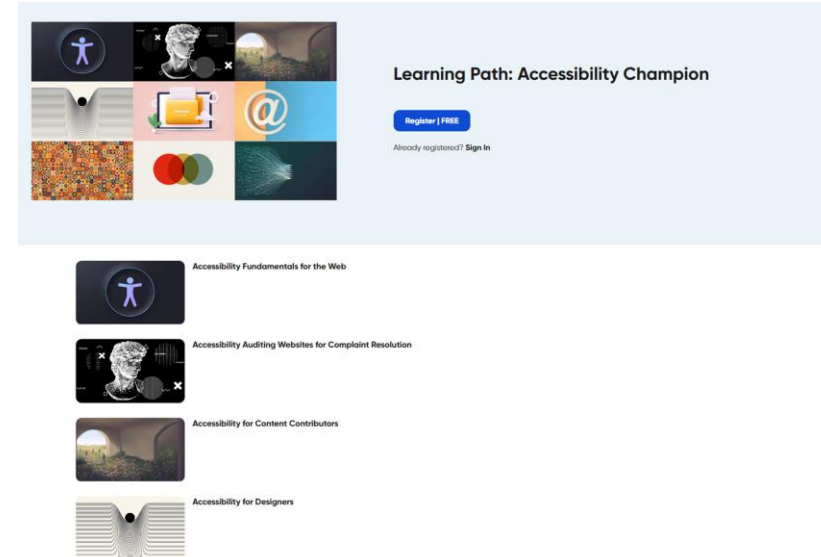 Learning Path: Accessibility Champion
Register | FREE
Already registered? Sign In
@
Accessibility Fundamentals for the Web
Accessibility Auditing Websites for Complaint Resolution
Accessibility for Content Contributors
Accessibility for Designers